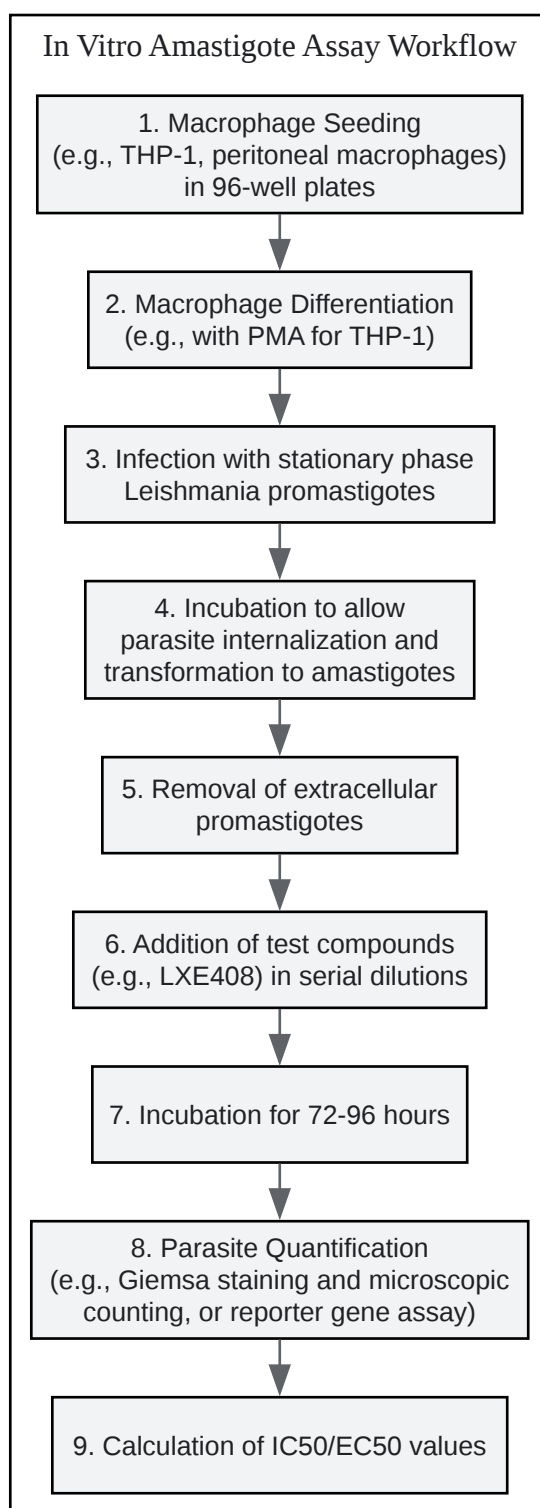 In Vitro Amastigote Assay Workflow
1. Macrophage Seeding
(e.g., THP-1, peritoneal macrophages)
in 96-well plates
2. Macrophage Differentiation
(e.g., with PMA for THP-1)
3. Infection with stationary phase
Leishmania promastigotes
4. Incubation to allow
parasite internalization and
transformation to amastigotes
5. Removal of extracellular
promastigotes
6. Addition of test compounds
(e.g., LXE408) in serial dilutions
7. Incubation for 72-96 hours
8. Parasite Quantification
(e.g., Giemsa staining and microscopic
counting, or reporter gene assay)
9. Calculation of IC50/EC50 values